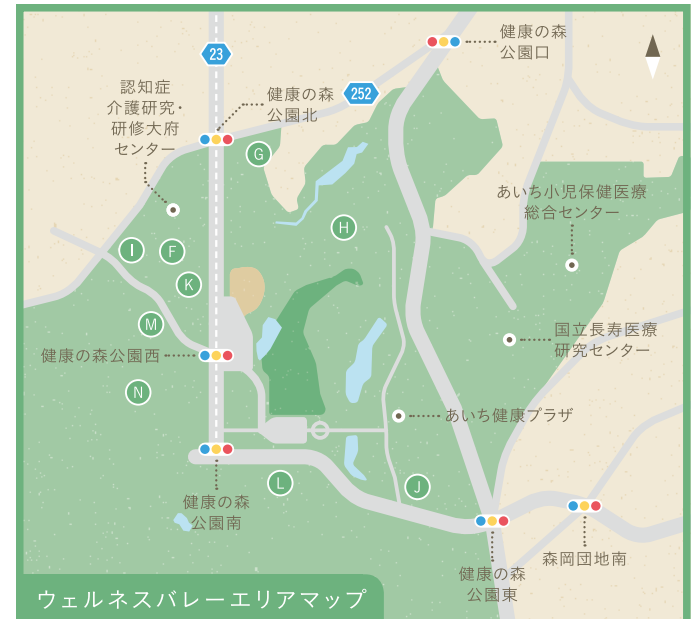 健康の森
公園口
23
252
認知症
介護研究・
研修大府
センター
健康の森
公園北
G
あいち小児保健医療
総合センター
H
I
F
K
M
国立長寿医療
研究センター
健康の森公園西
N
あいち健康プラザ
L
J
健康の森
公園南
森岡団地南
健康の森
公園東
ウェルネスバレーエリアマップ